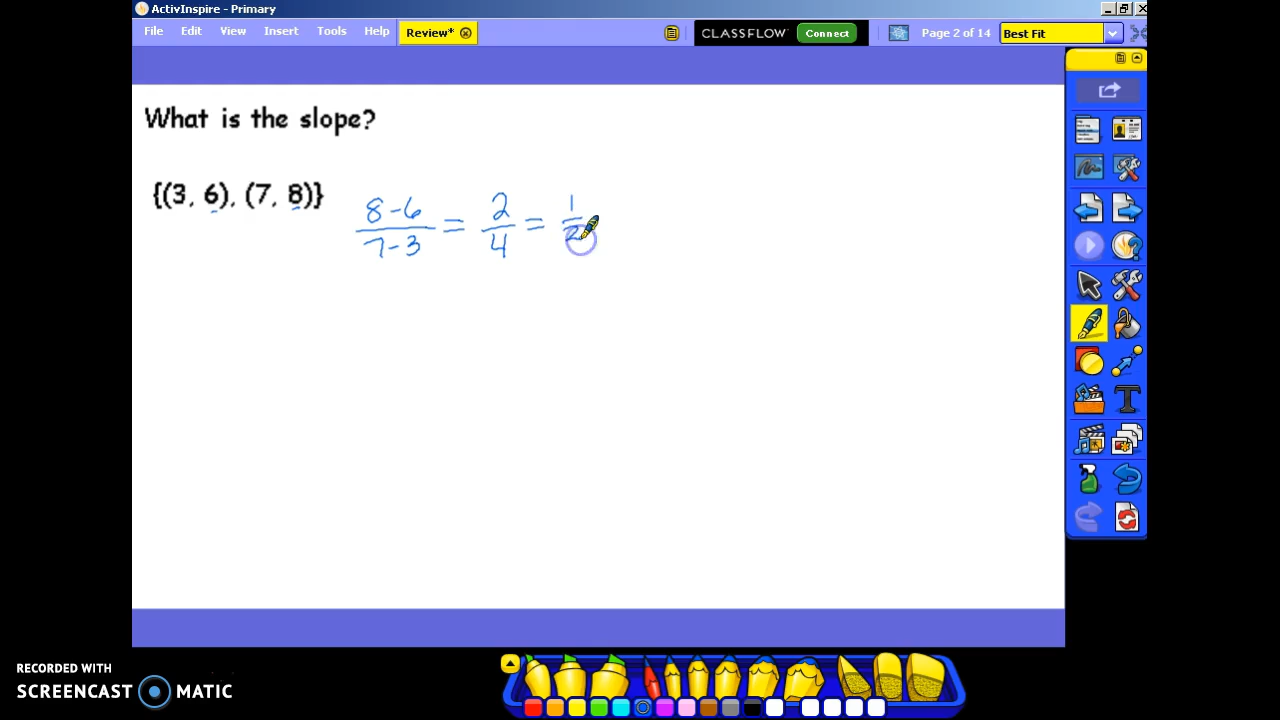 ActivInspire - Primary
File Edit View Insert Tools Help Review* CLASSFLOW Connect Page 2 of 14 Best Fit
What is the slope?
{(3, 6), (7, 8)}
8-6 2 1
= =
7-3 4 2
T
RECORDED WITH
SCREENCAST MATIC